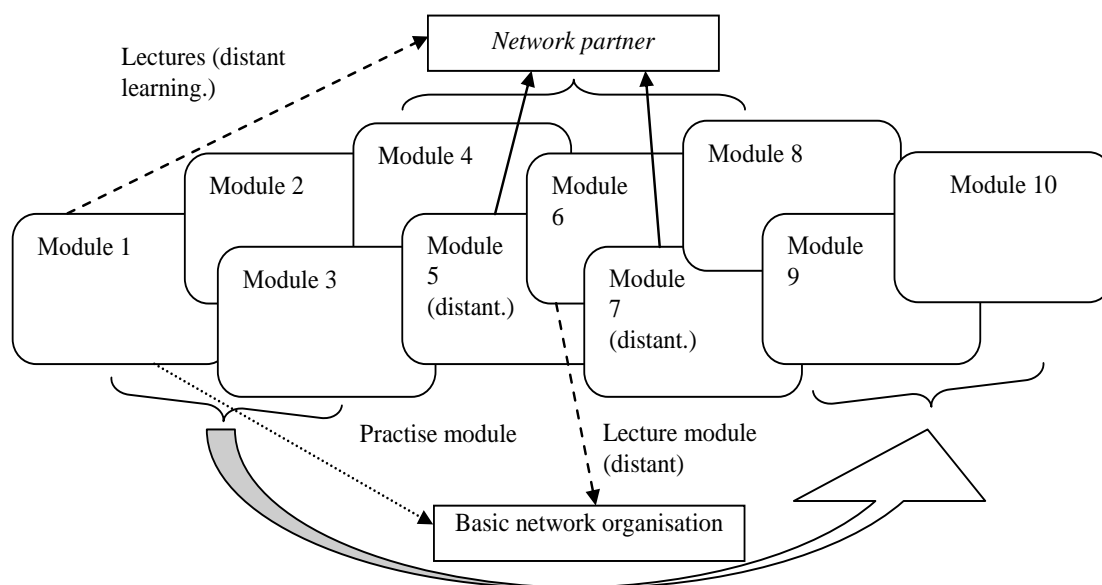 Network partner
Lectures (distant
learning.)
Module 4
Module 8
Module 2
Module 6
Module 10
Module 1
Module 3
Module
5
(distant.)
Module
7
(distant.)
Module
9
Practise module
Lecture module
(distant)
Basic network organisation